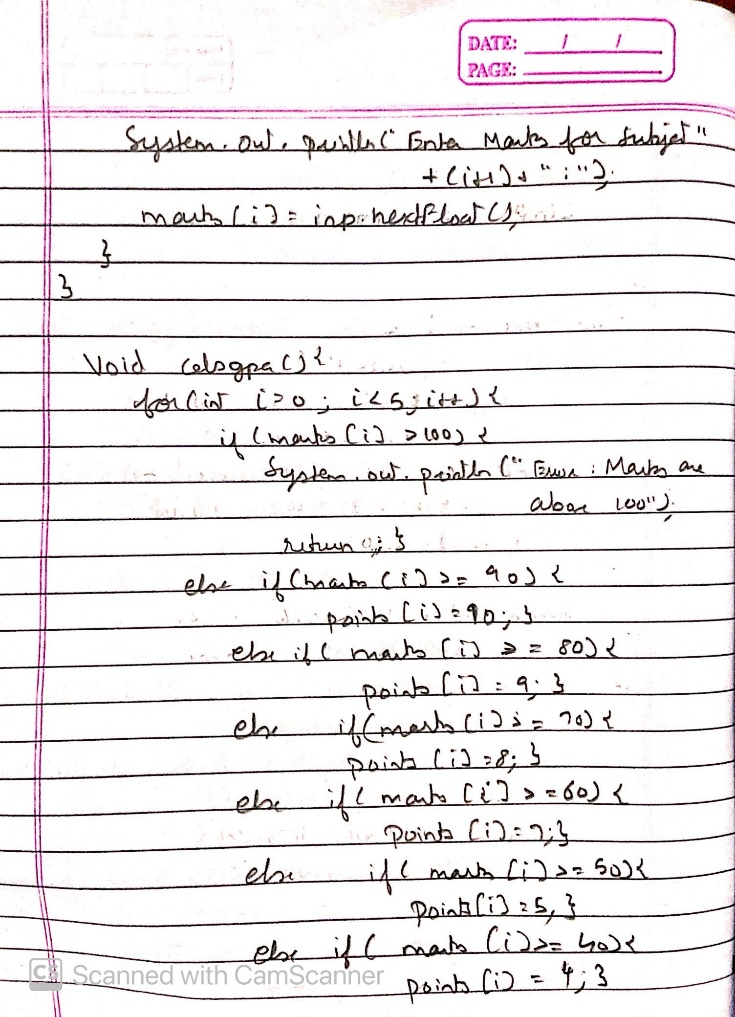 DATE: / /
PAGE:
System.out.println(" Enter Marks for Subject "
+ (i+1) + " : ");
marks[i] = inp.nextFloat();
}
}
Void calsgpa() {
for(int i=0 ; i<5; i++) {
if (marks[i] >100) {
System.out.println (" Error : Marks are
above 100");
return ; }
else if(marks[i] >= 90) {
points[i] = 90; }
else if ( marks [i] >= 80) {
points [i] = 9; }
else if(marks [i] >= 70) {
points [i] = 8; }
else if ( marks [i] >= 60) {
points [i] = 7; }
else if ( marks [i] >= 50) {
points[i] = 5; }
else if ( marks [i] >= 40) {
points [i] = 4; }
CS Scanned with CamScanner